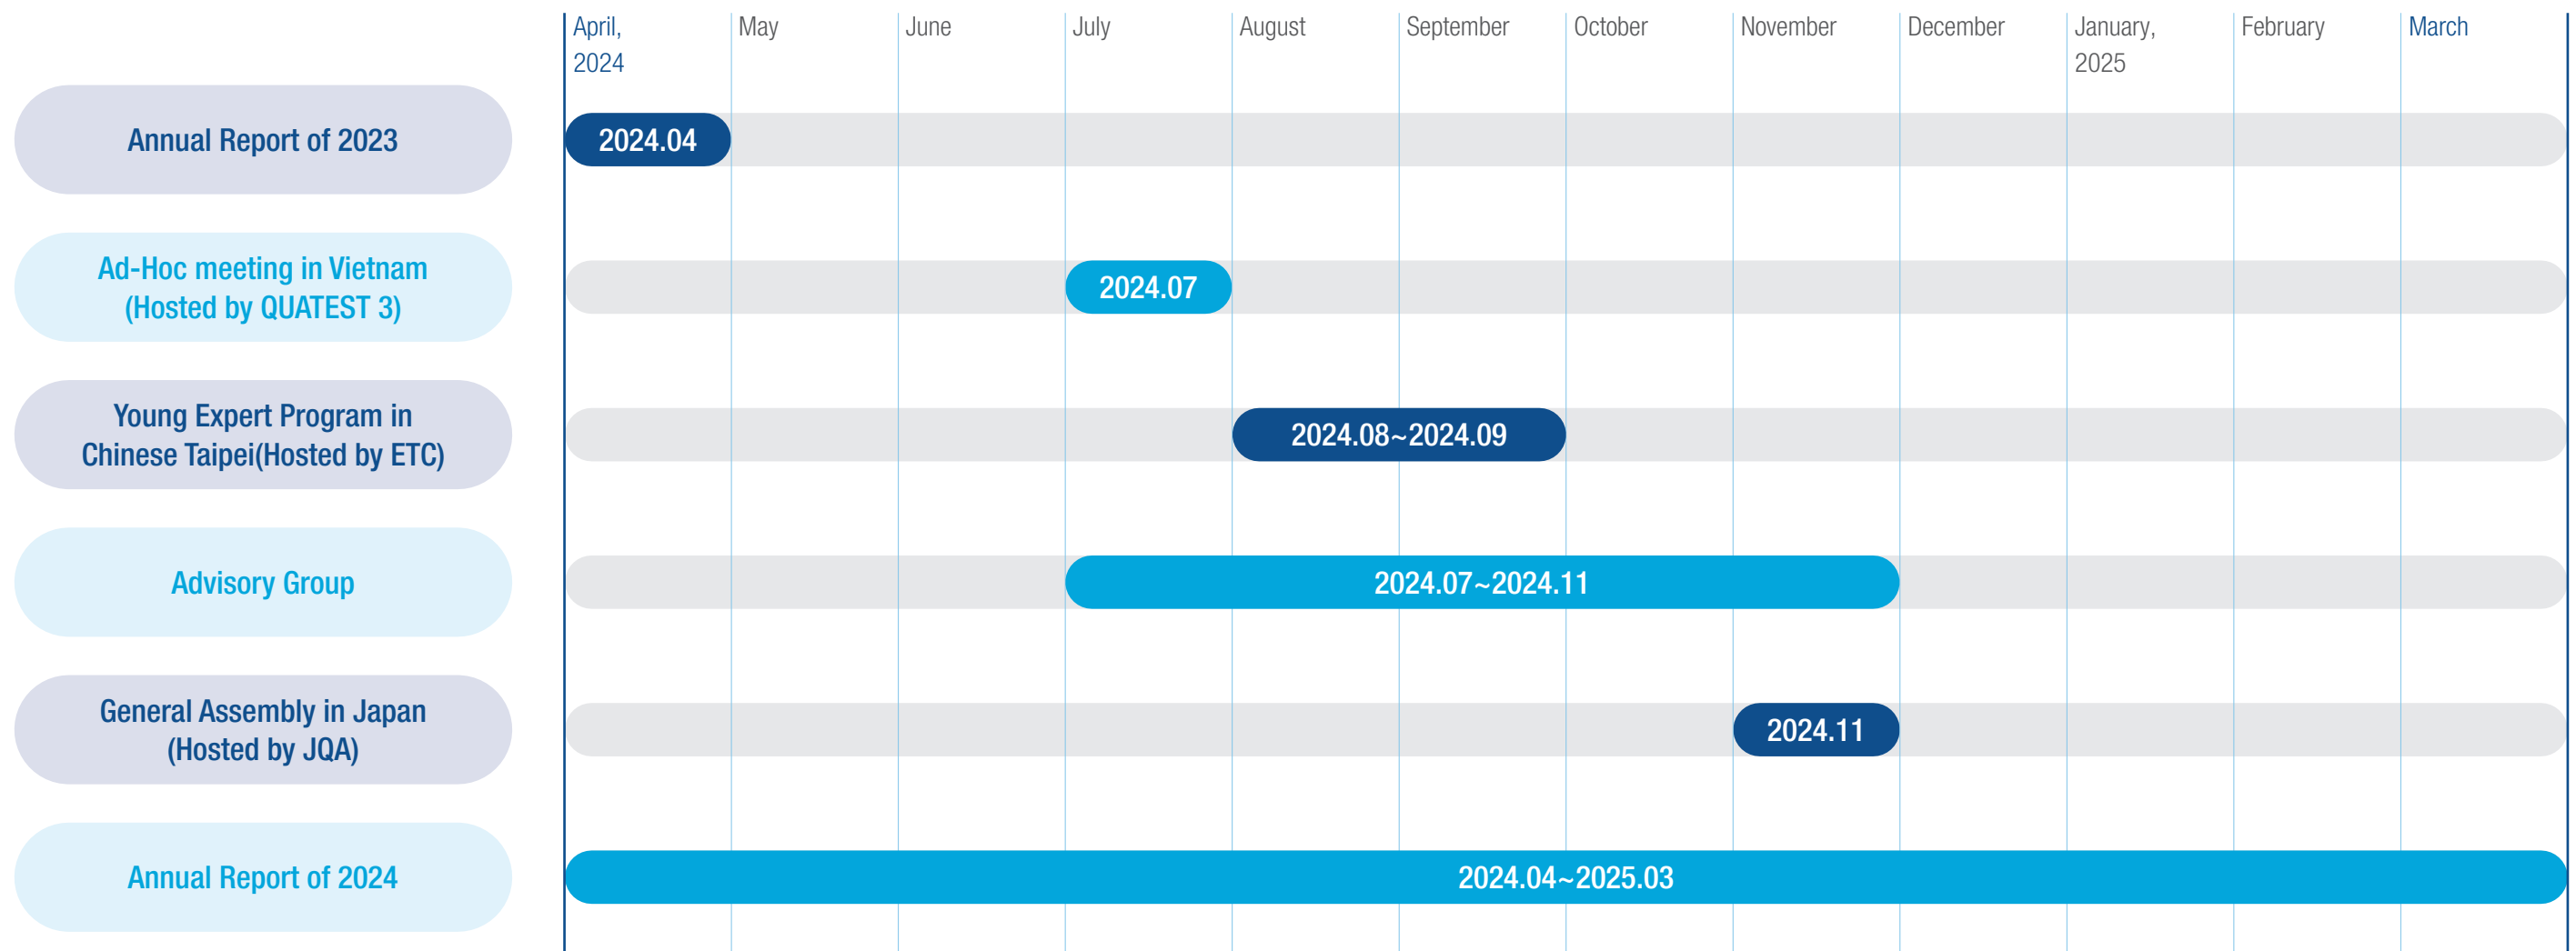 April,
2024
May
June
July
August
September
October
November
December
January,
2025
February
March
Annual Report of 2023
2024.04
Ad-Hoc meeting in Vietnam
(Hosted by QUATEST 3)
2024.07
Young Expert Program in
Chinese Taipei(Hosted by ETC)
2024.08~2024.09
Advisory Group
2024.07~2024.11
General Assembly in Japan
(Hosted by JQA)
2024.11
Annual Report of 2024
2024.04~2025.03